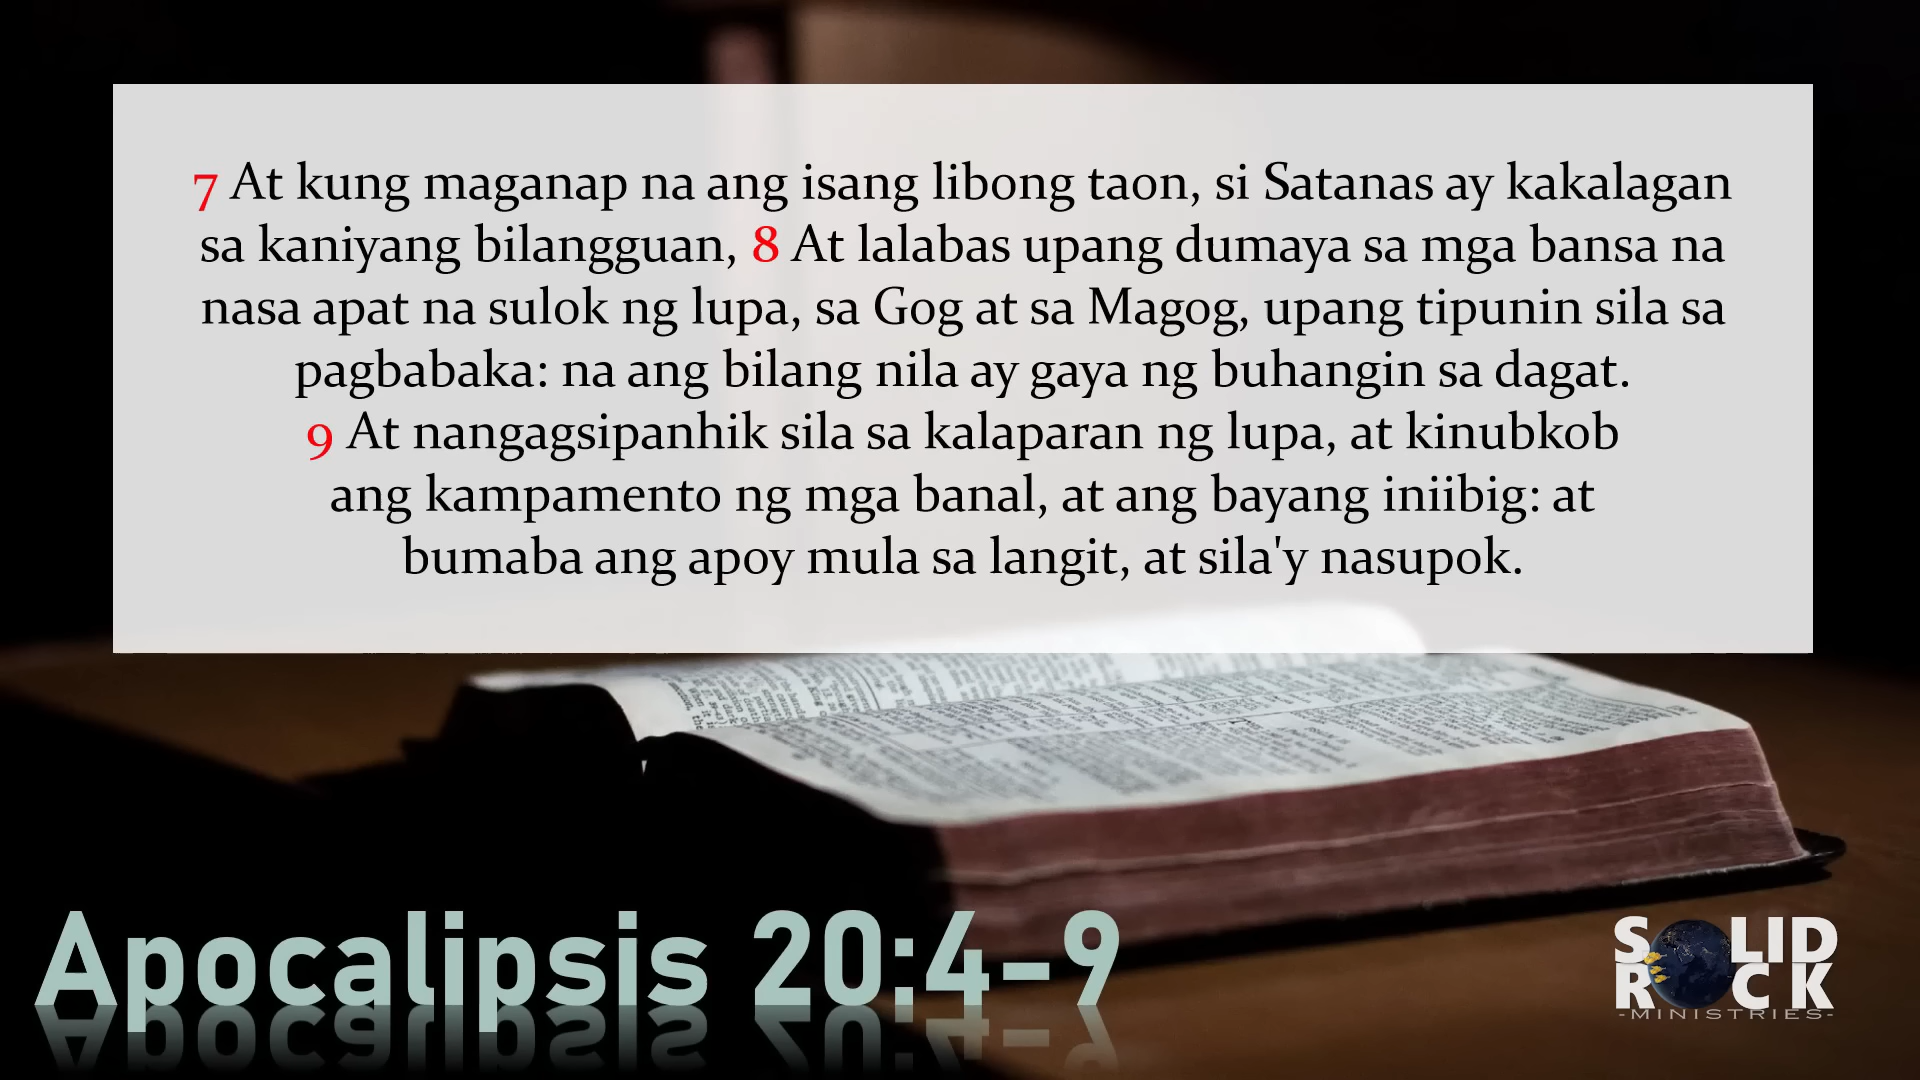 7 At kung maganap na ang isang libong taon, si Satanas ay kakalagan
sa kaniyang bilangguan, 8 At lalabas upang dumaya sa mga bansa na
nasa apat na sulok ng lupa, sa Gog at sa Magog, upang tipunin sila sa
pagbabaka: na ang bilang nila ay gaya ng buhangin sa dagat.
9 At nangagsipanhik sila sa kalaparan ng lupa, at kinubkob
ang kampamento ng mga banal, at ang bayang iniibig: at
bumaba ang apoy mula sa langit, at sila'y nasupok.
Apocalipsis 20:4-9
SOLID
ROCK
-MINISTRIES-